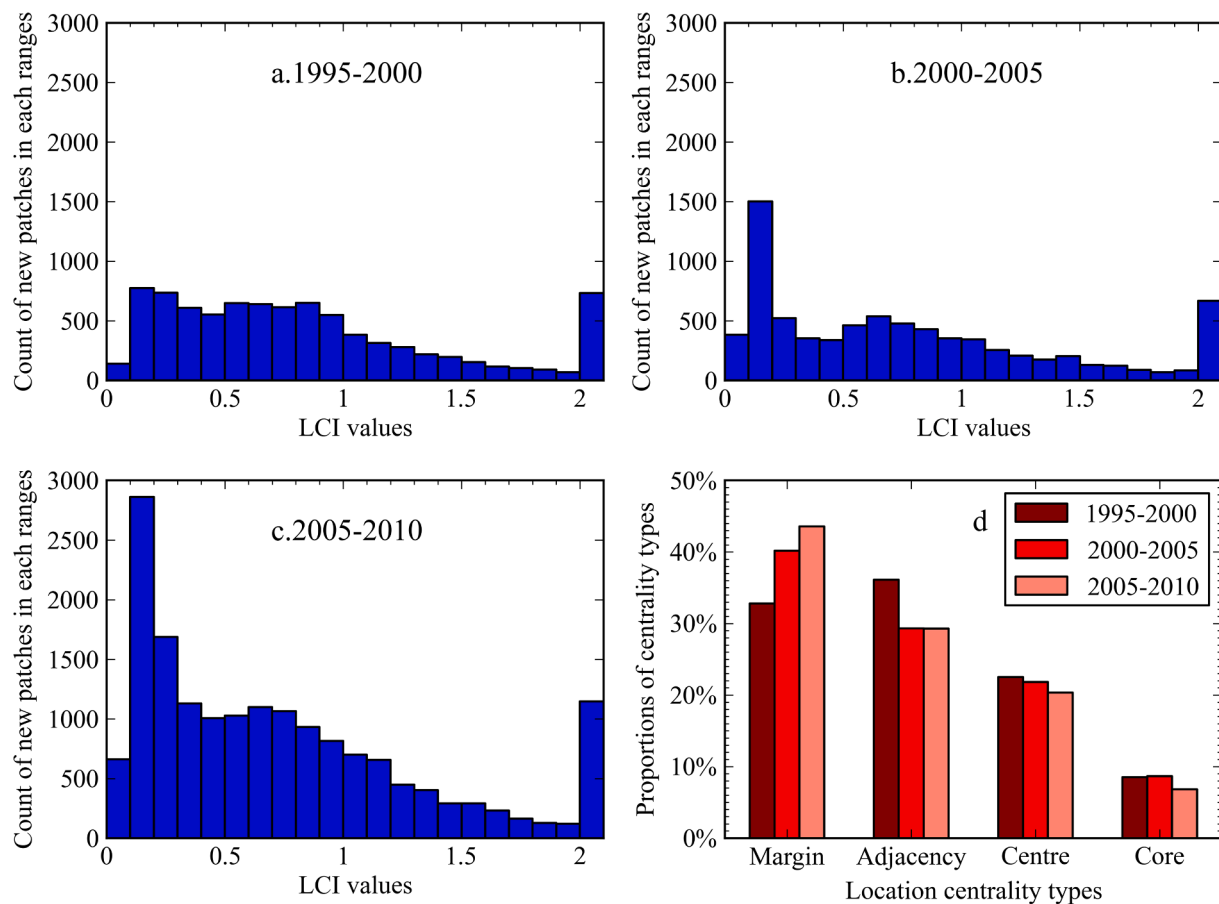 3000
2500
2000
1500
1000
500
0
Count of new patches in each ranges
a.1995-2000
0 0.5 1 1.5 2
LCI values
3000
2500
2000
1500
1000
500
0
Count of new patches in each ranges
b.2000-2005
0 0.5 1 1.5 2
LCI values
3000
2500
2000
1500
1000
500
0
Count of new patches in each ranges
c.2005-2010
0 0.5 1 1.5 2
LCI values
50%
40%
30%
20%
10%
0%
Proportions of centrality types
d
1995-2000
2000-2005
2005-2010
Margin Adjacency Centre Core
Location centrality types